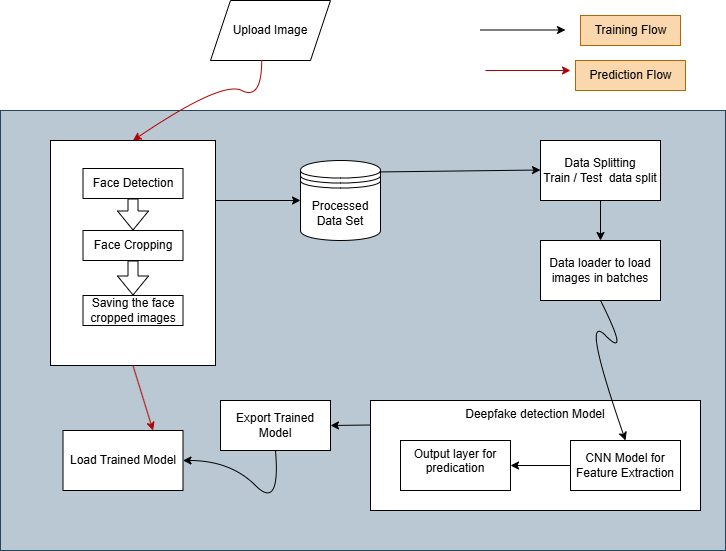 Upload Image
Training Flow
Prediction Flow
Face Detection
Face Cropping
Saving the face
cropped images
Processed
Data Set
Data Splitting
Train / Test data split
Data loader to load
images in batches
Deepfake detection Model
CNN Model for
Feature Extraction
Output layer for
predication
Export Trained
Model
Load Trained Model